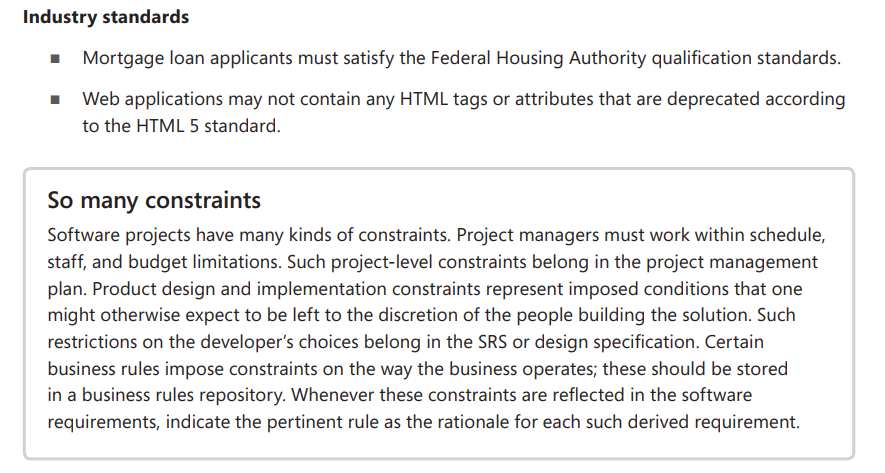 Industry standards
■ Mortgage loan applicants must satisfy the Federal Housing Authority qualification standards.
■ Web applications may not contain any HTML tags or attributes that are deprecated according
to the HTML 5 standard.
So many constraints
Software projects have many kinds of constraints. Project managers must work within schedule,
staff, and budget limitations. Such project-level constraints belong in the project management
plan. Product design and implementation constraints represent imposed conditions that one
might otherwise expect to be left to the discretion of the people building the solution. Such
restrictions on the developer’s choices belong in the SRS or design specification. Certain
business rules impose constraints on the way the business operates; these should be stored
in a business rules repository. Whenever these constraints are reflected in the software
requirements, indicate the pertinent rule as the rationale for each such derived requirement.